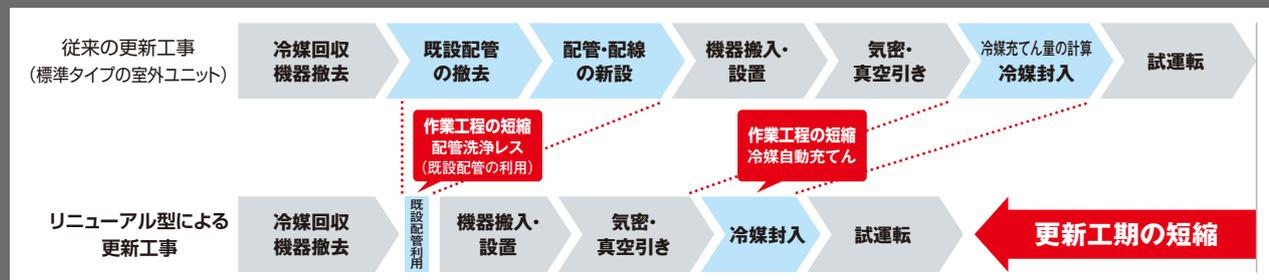 従来の更新工事
(標準タイプの室外ユニット)
冷媒回収
機器撤去
既設配管
の撤去
配管・配線
の新設
機器搬入・
設置
気密・
真空引き
冷媒充てん量の計算
冷媒封入
試運転
作業工程の短縮
配管洗浄レス
(既設配管の利用)
作業工程の短縮
冷媒自動充てん
リニューアル型による
更新工事
冷媒回収
機器撤去
既設配管利用
機器搬入・
設置
気密・
真空引き
冷媒封入
試運転
更新工期の短縮